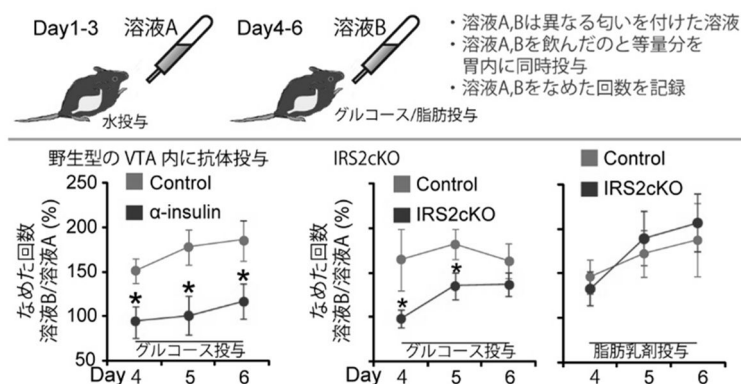 Day1-3 溶液A
水投与
Day4-6 溶液B
グルコース/脂肪投与
・溶液A,Bは異なる匂いを付けた溶液
・溶液A,Bを飲んだのと等量分を
胃内に同時投与
・溶液A,Bをなめた回数を記録
野生型の VTA 内に抗体投与
なめた回数
溶液B/溶液A (%)
250
200
150
100
50
Control
α-insulin
* * *
グルコース投与
Day 4 5 6
IRS2cKO
なめた回数
溶液B/溶液A (%)
Control
IRS2cKO
* *
グルコース投与
4 5 6
Control
IRS2cKO
脂肪乳剤投与
4 5 6